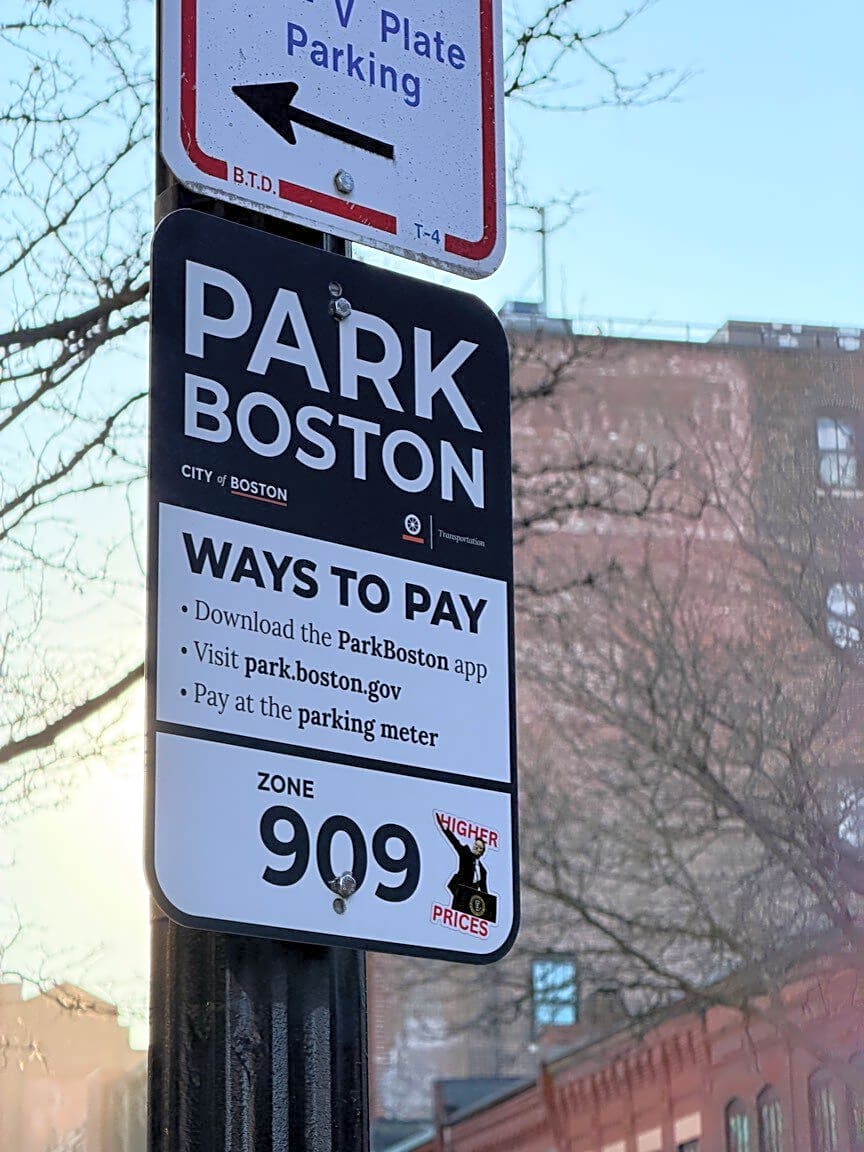 V Plate
Parking
B.T.D.
T-4
PARK
BOSTON
CITY of BOSTON
Transportation
WAYS TO PAY
• Download the ParkBoston app
• Visit park.boston.gov
• Pay at the parking meter
ZONE
909
HIGHER
PRICES